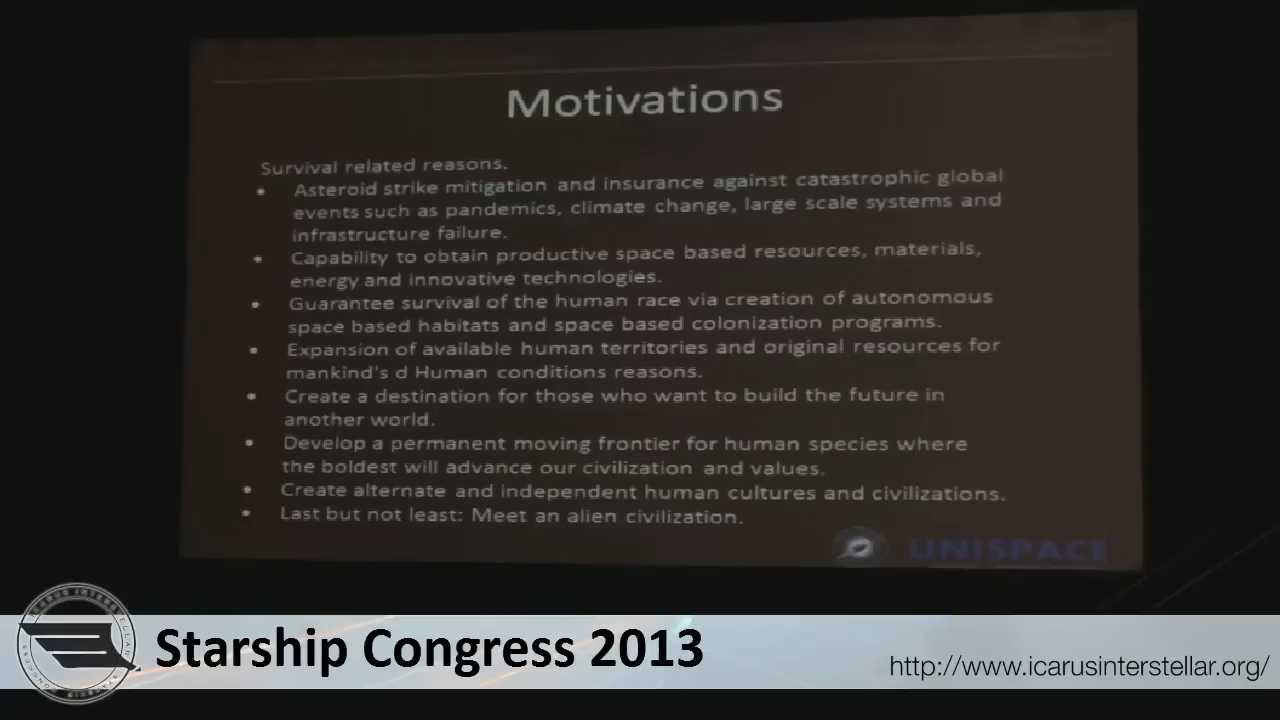 Motivations
Survival related reasons.
• Asteroid strike mitigation and insurance against catastrophic global
events such as pandemics, climate change, large scale systems and
infrastructure failure.
• Capability to obtain productive space based resources, materials,
energy and innovative technologies.
• Guarantee survival of the human race via creation of autonomous
space based habitats and space based colonization programs.
• Expansion of available human territories and original resources for
mankind's d Human conditions reasons.
• Create a destination for those who want to build the future in
another world.
• Develop a permanent moving frontier for human species where
the boldest will advance our civilization and values.
• Create alternate and independent human cultures and civilizations.
• Last but not least: Meet an alien civilization.
UNISPACE
ICARUS INTERSTELLAR
STARSHIP CONGRESS
Starship Congress 2013
http://www.icarusinterstellar.org/